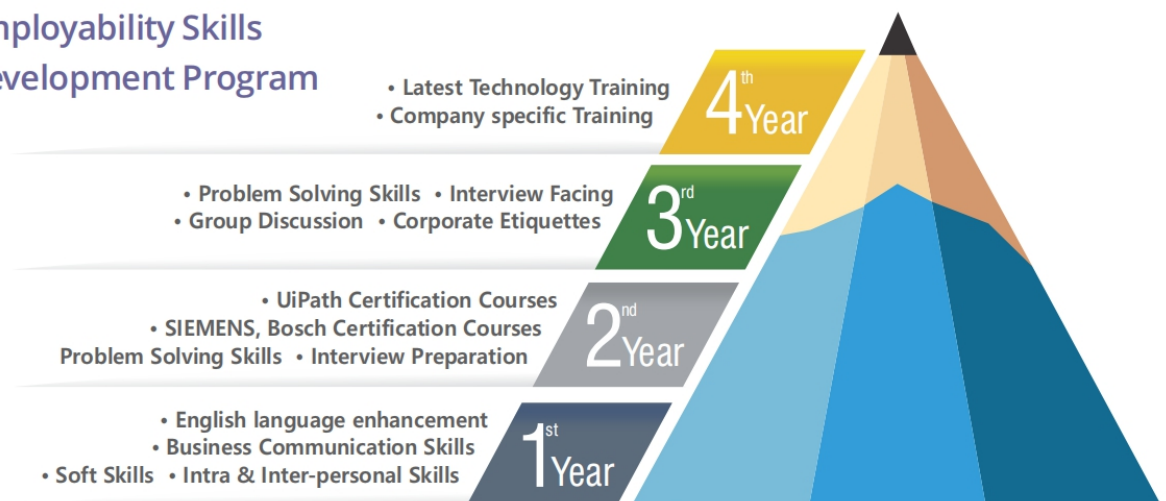 mployability Skills
evelopment Program
• Latest Technology Training
• Company specific Training
4th Year
• Problem Solving Skills • Interview Facing
• Group Discussion • Corporate Etiquettes
3rd Year
• UiPath Certification Courses
• SIEMENS, Bosch Certification Courses
Problem Solving Skills • Interview Preparation
2nd Year
• English language enhancement
• Business Communication Skills
• Soft Skills • Intra & Inter-personal Skills
1st Year